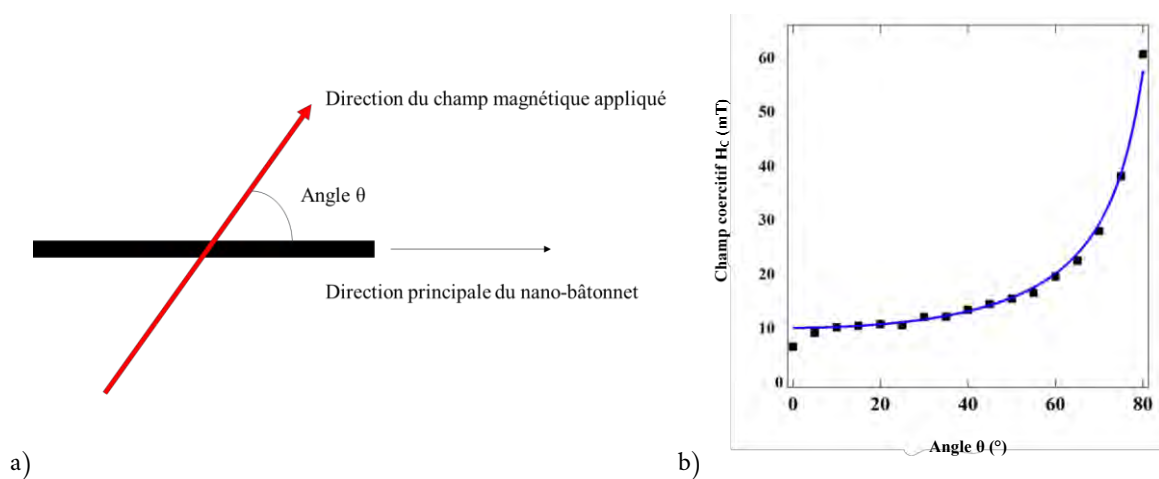 Direction du champ magnétique appliqué
Angle θ
Direction principale du nano-bâtonnet
a)
60
50
40
30
20
10
0
Champ coercitif H_C (mT)
0 20 40 60 80
Angle θ (°)
b)